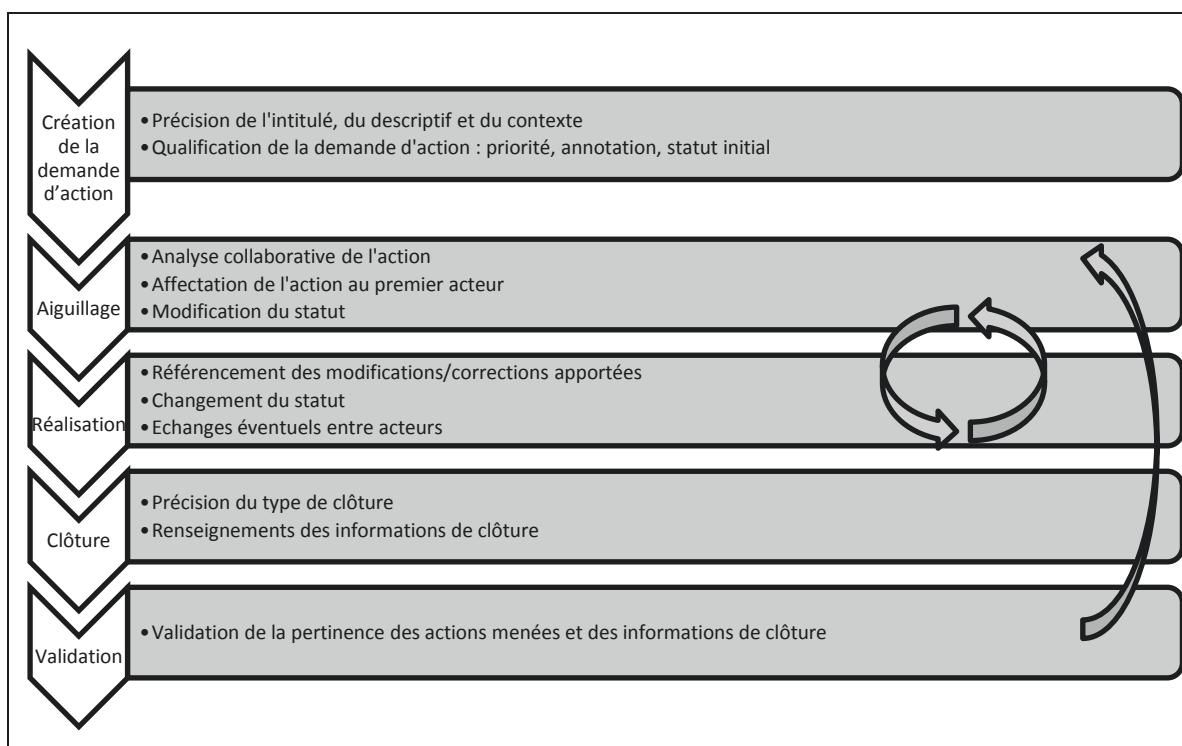 Création
de la
demande
d’action
•Précision de l'intitulé, du descriptif et du contexte
•Qualification de la demande d'action : priorité, annotation, statut initial
Aiguillage
•Analyse collaborative de l'action
•Affectation de l'action au premier acteur
•Modification du statut
Réalisation
•Référencement des modifications/corrections apportées
•Changement du statut
•Echanges éventuels entre acteurs
Clôture
•Précision du type de clôture
•Renseignements des informations de clôture
Validation
•Validation de la pertinence des actions menées et des informations de clôture